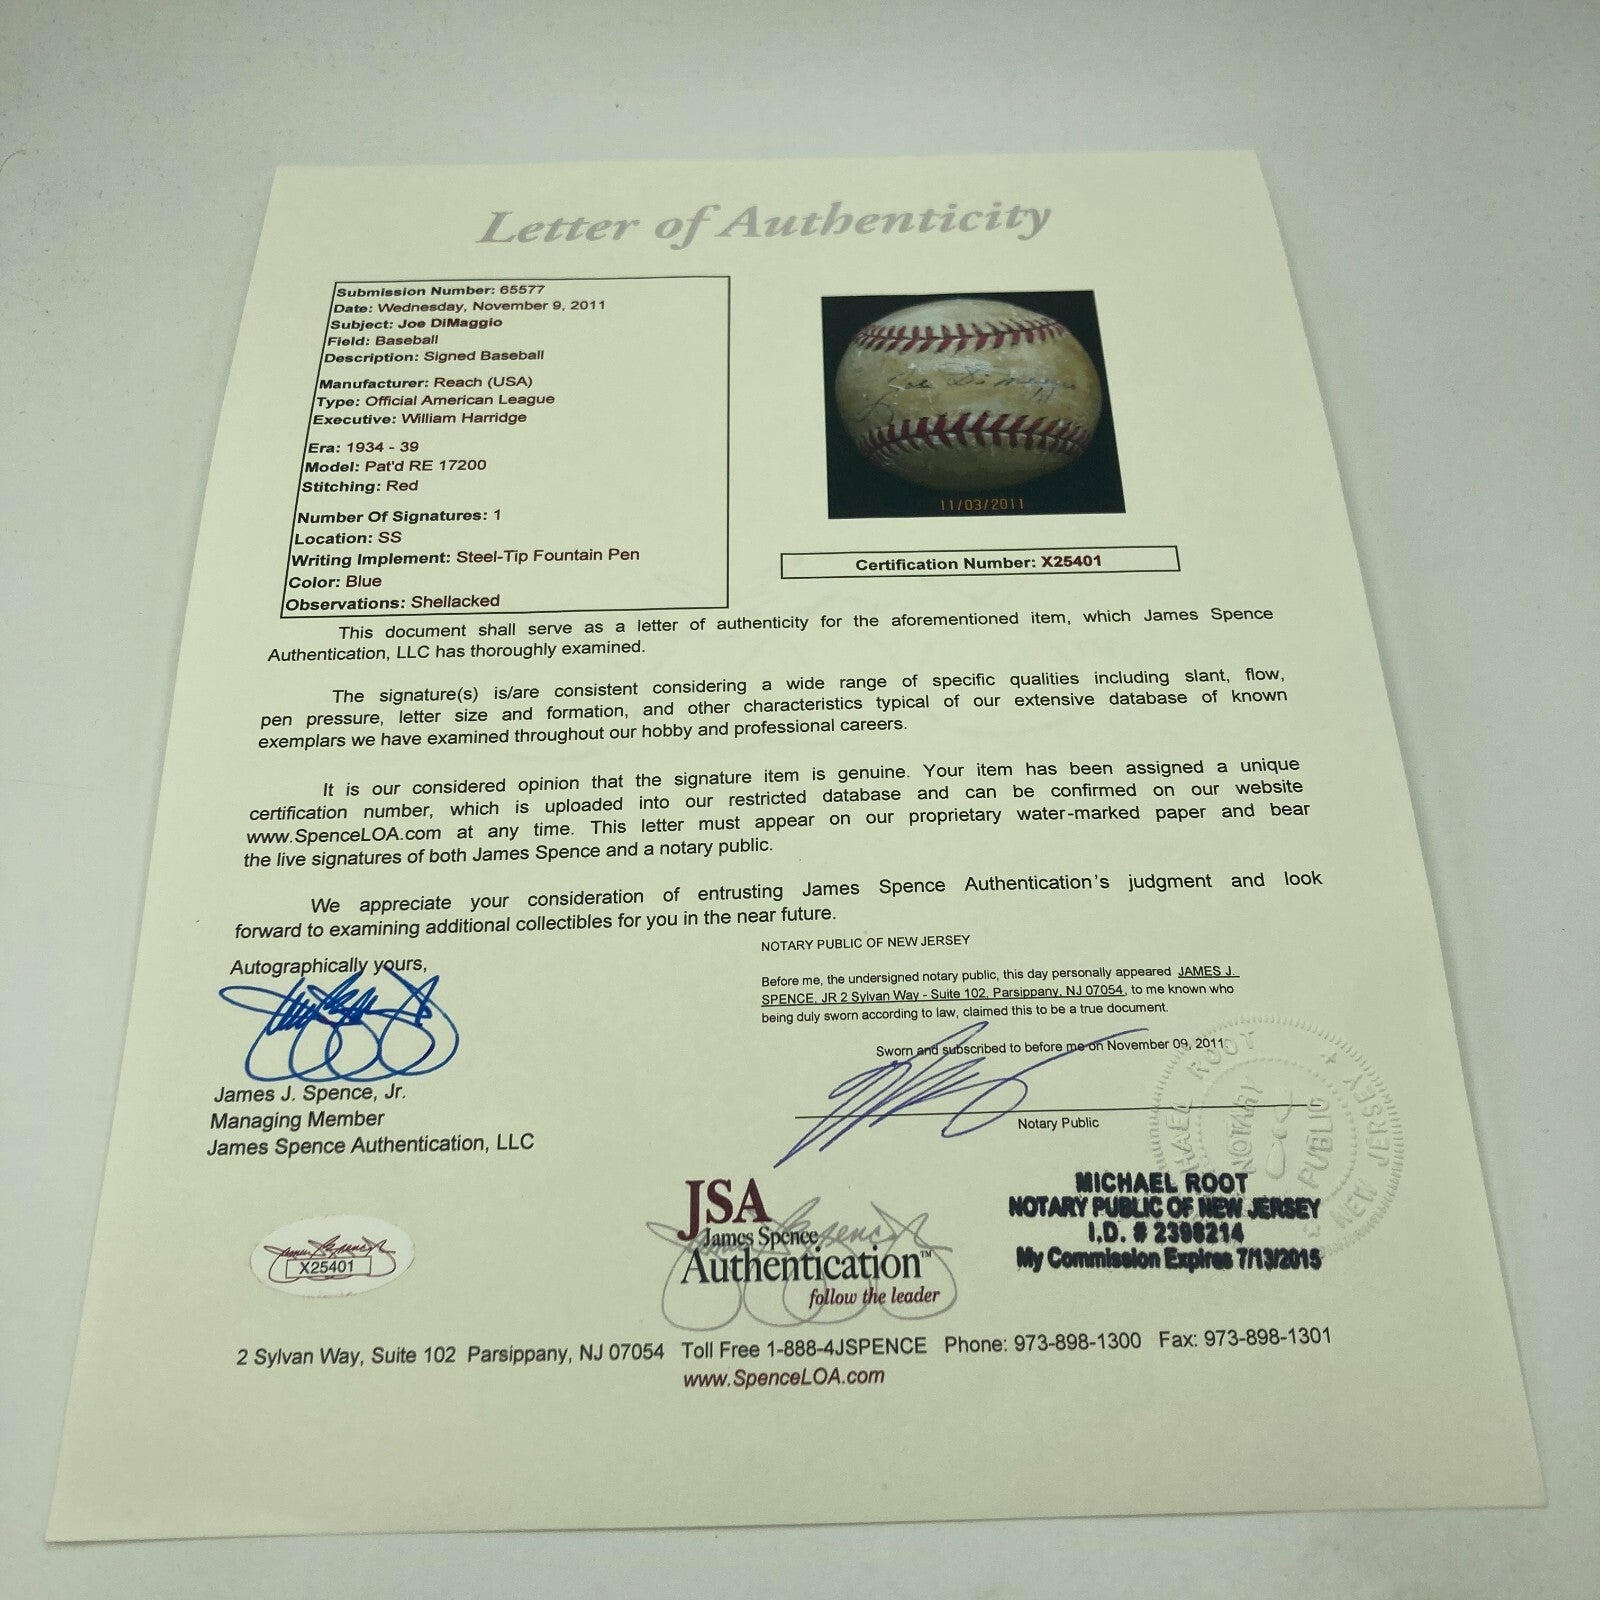 Letter of Authenticity
Submission Number: 65577
Date: Wednesday, November 9, 2011
Subject: Joe DiMaggio
Field: Baseball
Description: Signed Baseball
Manufacturer: Reach (USA)
Type: Official American League
Executive: William Harridge
Era: 1934 - 39
Model: Pat'd RE 17200
Stitching: Red
Number Of Signatures: 1
Location: SS
Writing Implement: Steel-Tip Fountain Pen
Color: Blue
Observations: Shellacked
Joe DiMaggio
11/03/2011
Certification Number: X25401
This document shall serve as a letter of authenticity for the aforementioned item, which James Spence
Authentication, LLC has thoroughly examined.
The signature(s) is/are consistent considering a wide range of specific qualities including slant, flow,
pen pressure, letter size and formation, and other characteristics typical of our extensive database of known
exemplars we have examined throughout our hobby and professional careers.
It is our considered opinion that the signature item is genuine. Your item has been assigned a unique
certification number, which is uploaded into our restricted database and can be confirmed on our website
www.SpenceLOA.com at any time. This letter must appear on our proprietary water-marked paper and bear
the live signatures of both James Spence and a notary public.
We appreciate your consideration of entrusting James Spence Authentication's judgment and look
forward to examining additional collectibles for you in the near future.
Autographically yours,
James J. Spence, Jr.
Managing Member
James Spence Authentication, LLC
NOTARY PUBLIC OF NEW JERSEY
Before me, the undersigned notary public, this day personally appeared JAMES J.
SPENCE, JR 2 Sylvan Way - Suite 102, Parsippany, NJ 07054, to me known who
being duly sworn according to law, claimed this to be a true document.
Sworn and subscribed to before me on November 09, 2011.
Notary Public
ROOT
NOTARY
PUBLIC
NEW JERSEY
MICHAEL ROOT
NOTARY PUBLIC OF NEW JERSEY
I.D. # 2398214
My Commission Expires 7/13/2015
X25401
JSA
James Spence
Authentication™
follow the leader
2 Sylvan Way, Suite 102 Parsippany, NJ 07054 Toll Free 1-888-4JSPENCE Phone: 973-898-1300 Fax: 973-898-1301
www.SpenceLOA.com